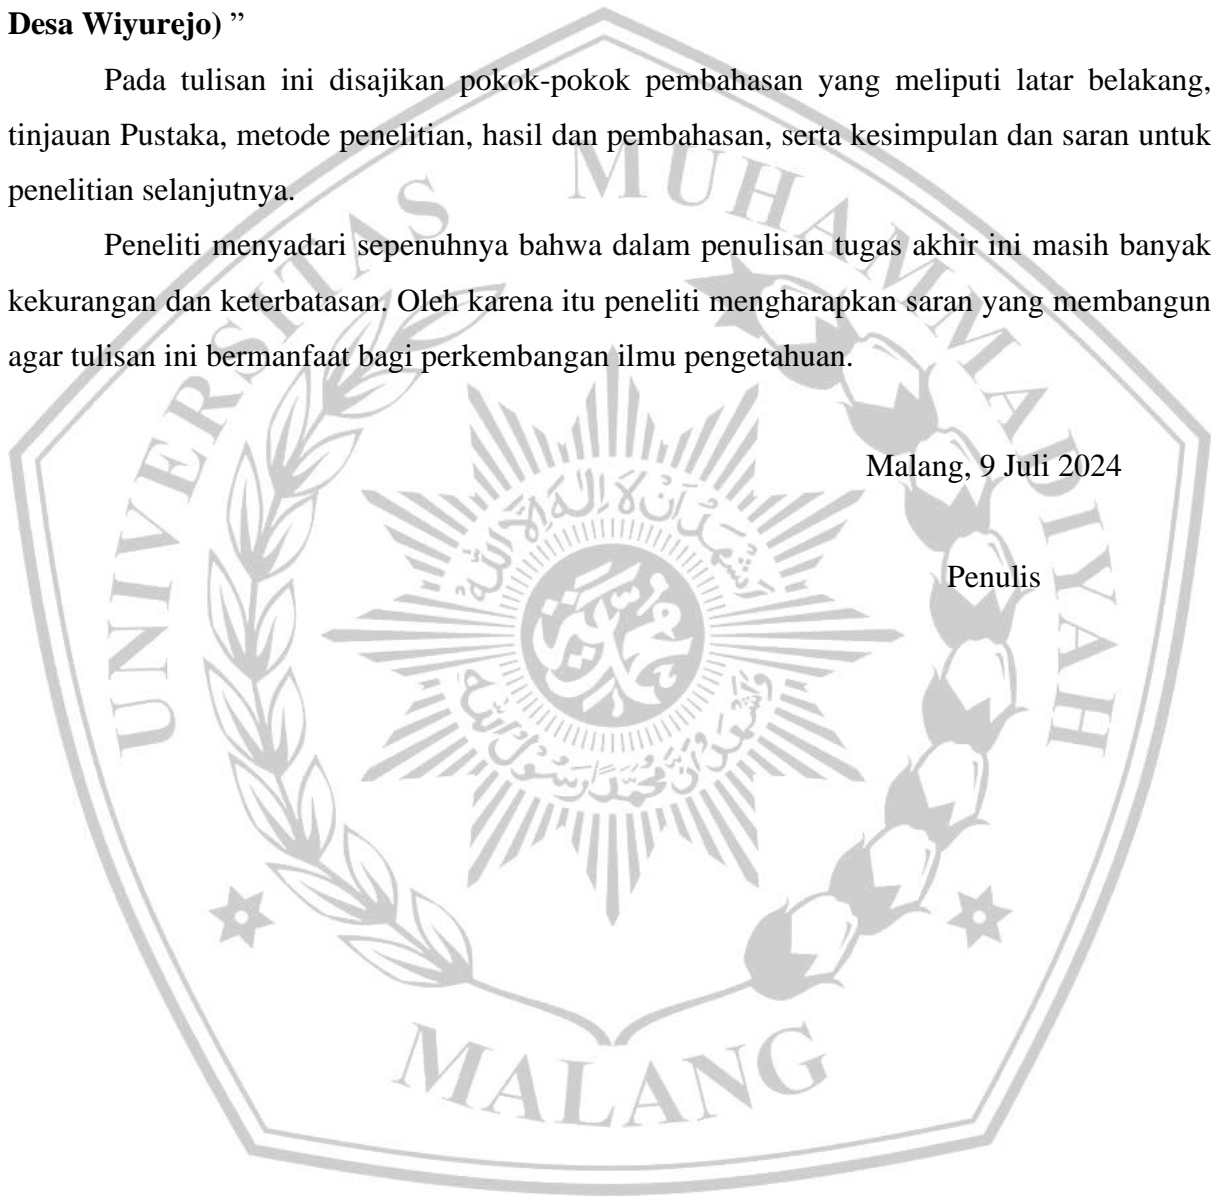 Desa Wiyurejo) ”
Pada tulisan ini disajikan pokok-pokok pembahasan yang meliputi latar belakang,
tinjauan Pustaka, metode penelitian, hasil dan pembahasan, serta kesimpulan dan saran untuk
penelitian selanjutnya.
Peneliti menyadari sepenuhnya bahwa dalam penulisan tugas akhir ini masih banyak
kekurangan dan keterbatasan. Oleh karena itu peneliti mengharapkan saran yang membangun
agar tulisan ini bermanfaat bagi perkembangan ilmu pengetahuan.
Malang, 9 Juli 2024
Penulis
UNIVERSITAS MUHAMMADIYAH
MALANG